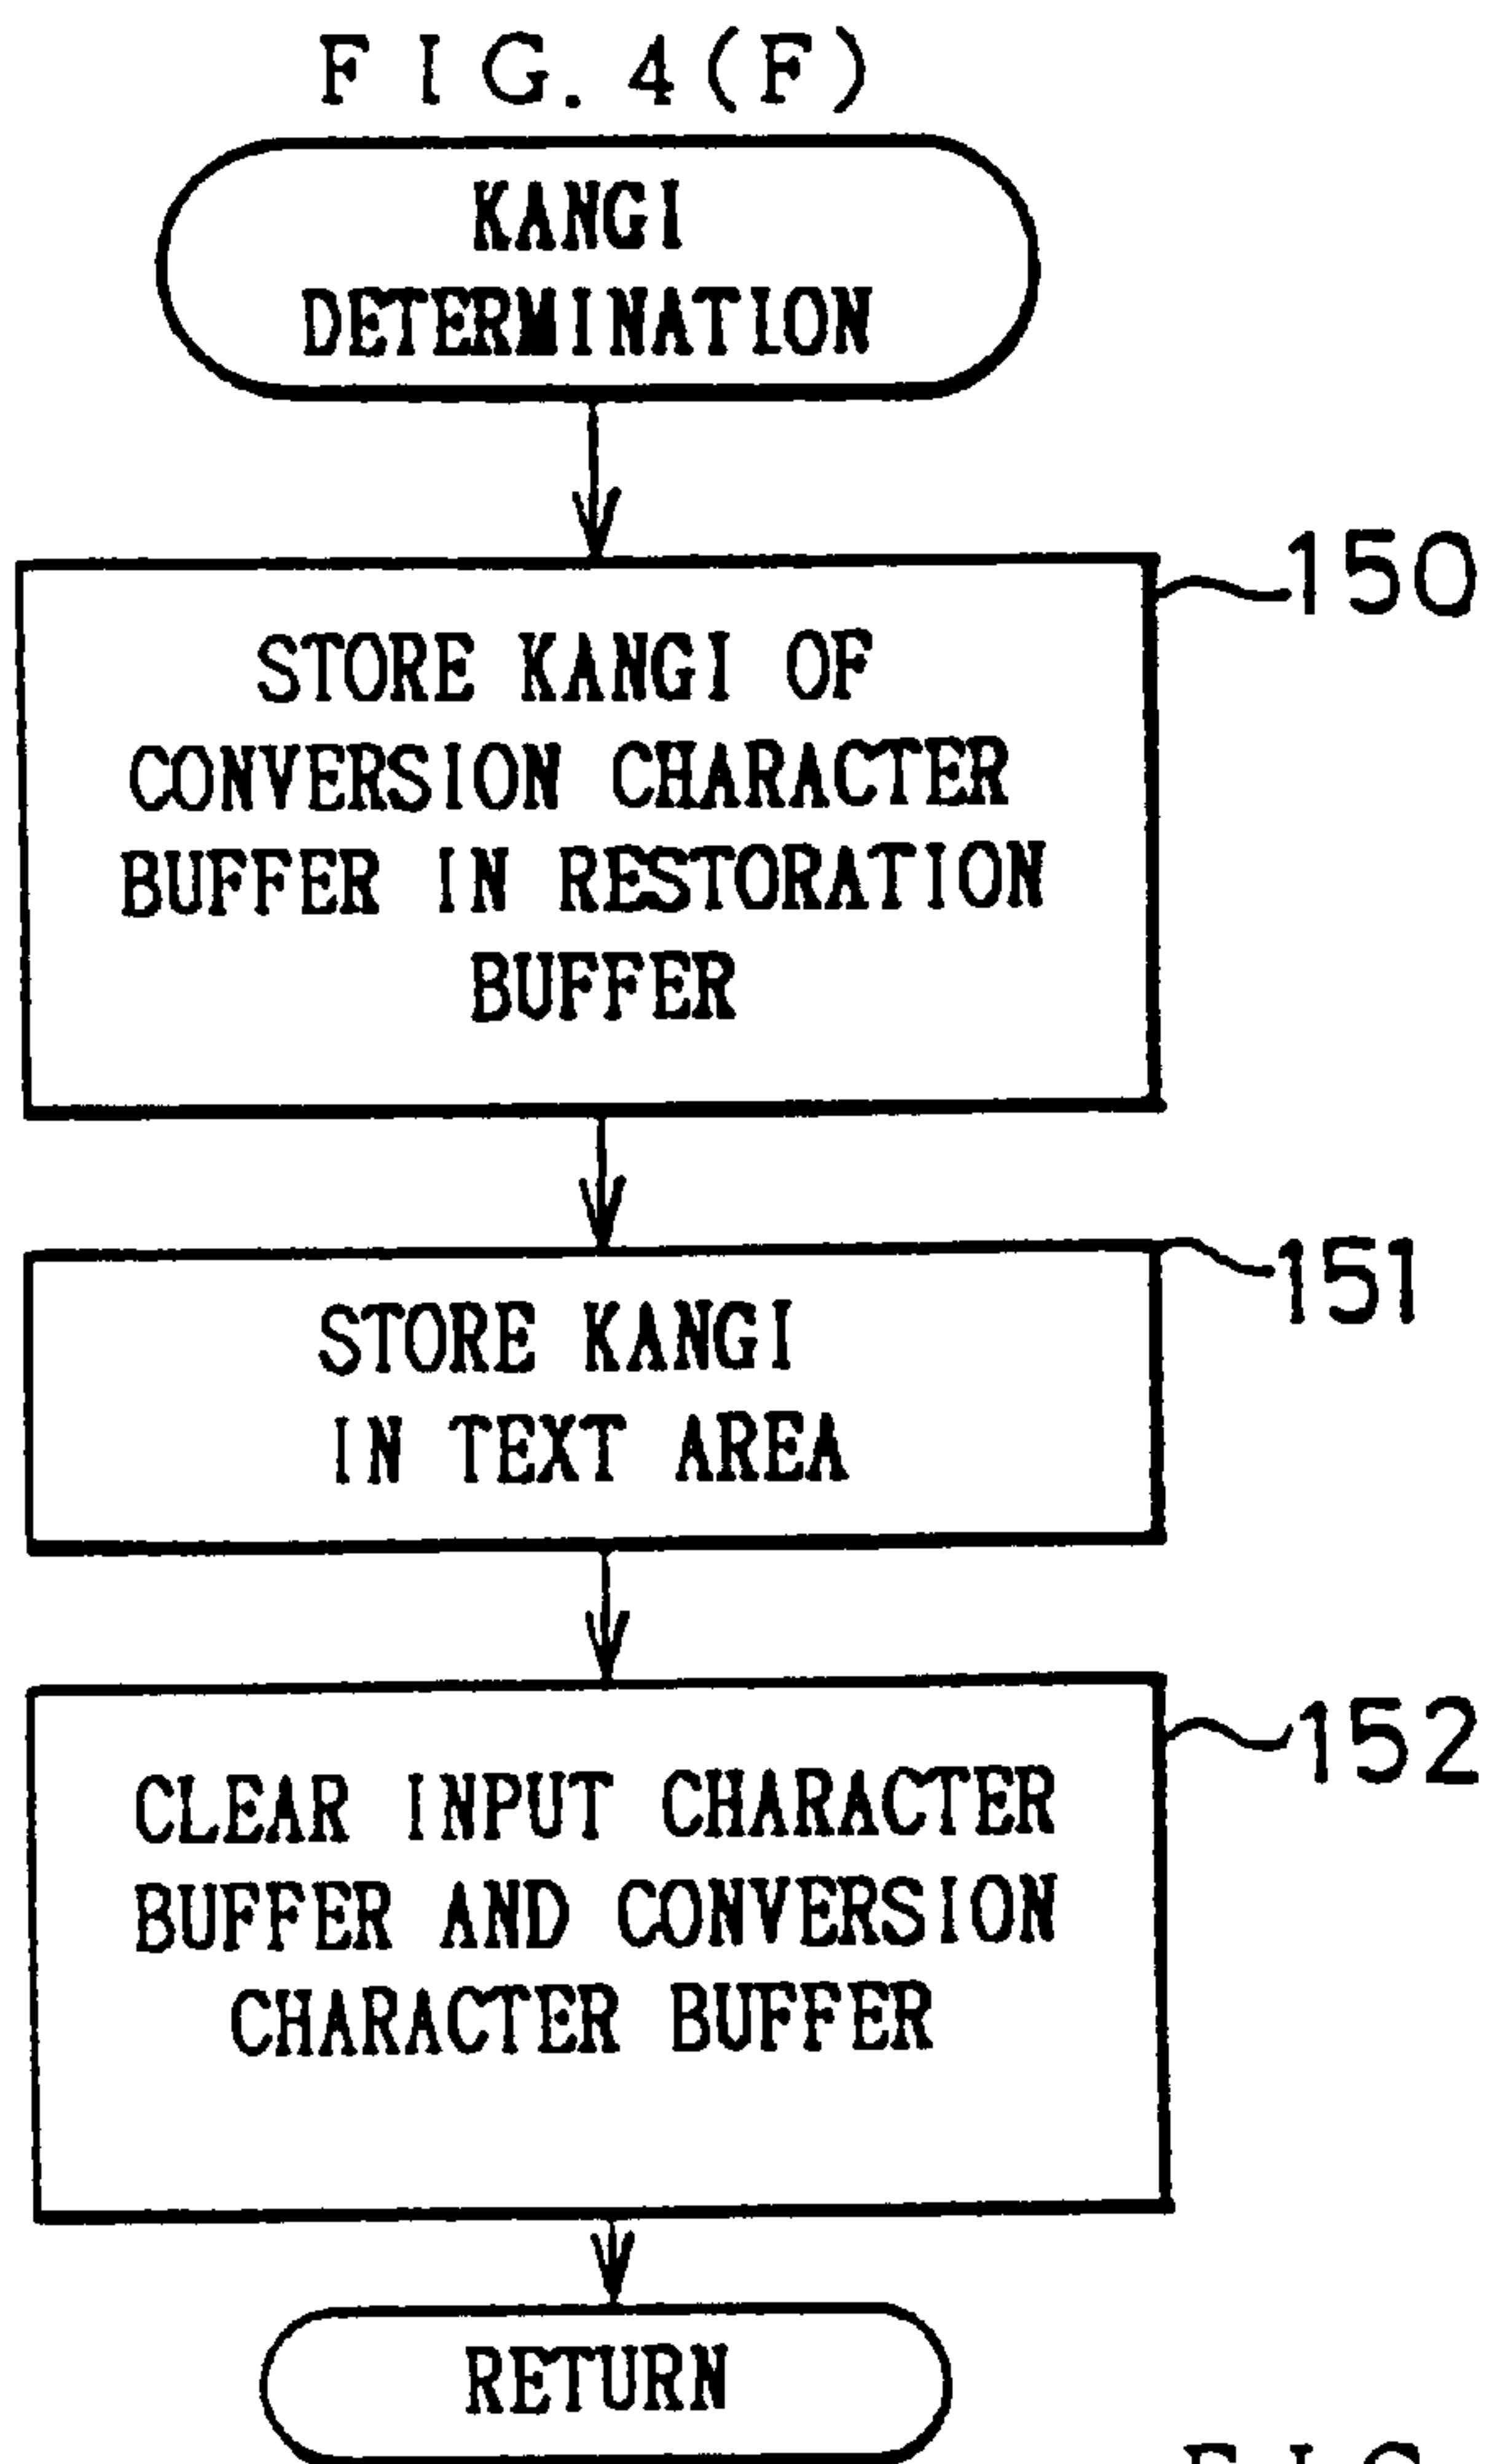 FIG. 4(F)
KANGI
DETERMINATION
150
STORE KANGI OF
CONVERSION CHARACTER
BUFFER IN RESTORATION
BUFFER
151
STORE KANGI
IN TEXT AREA
152
CLEAR INPUT CHARACTER
BUFFER AND CONVERSION
CHARACTER BUFFER
RETURN